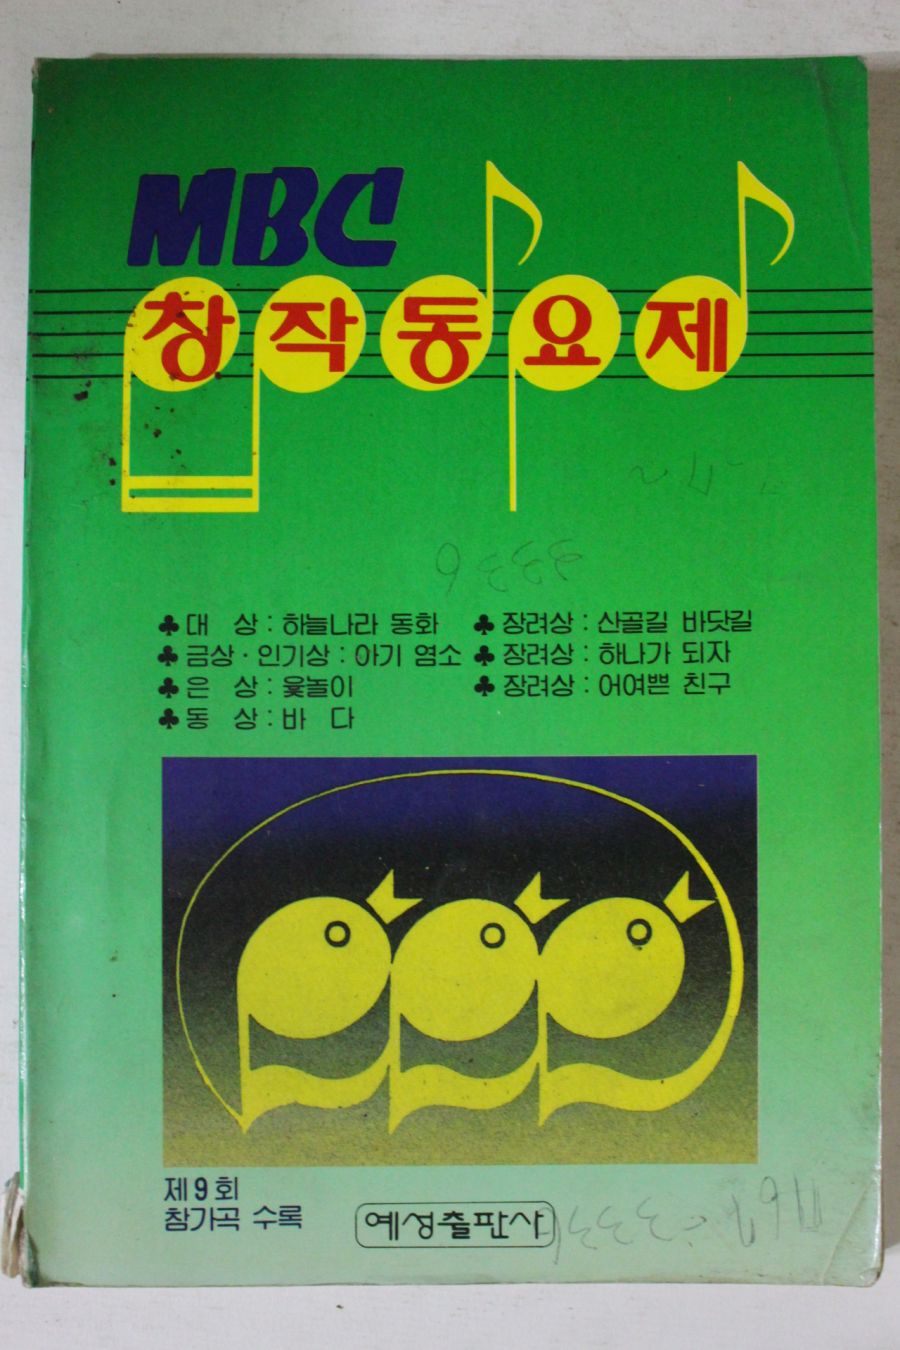 MBC
창작동요제
♣대 상 : 하늘나라 동화
♣금상·인기상 : 아기 염소
♣은 상 : 윷놀이
♣동 상 : 바 다
♣장려상 : 산골길 바닷길
♣장려상 : 하나가 되자
♣장려상 : 어여쁜 친구
제9회
참가곡 수록
예성출판사